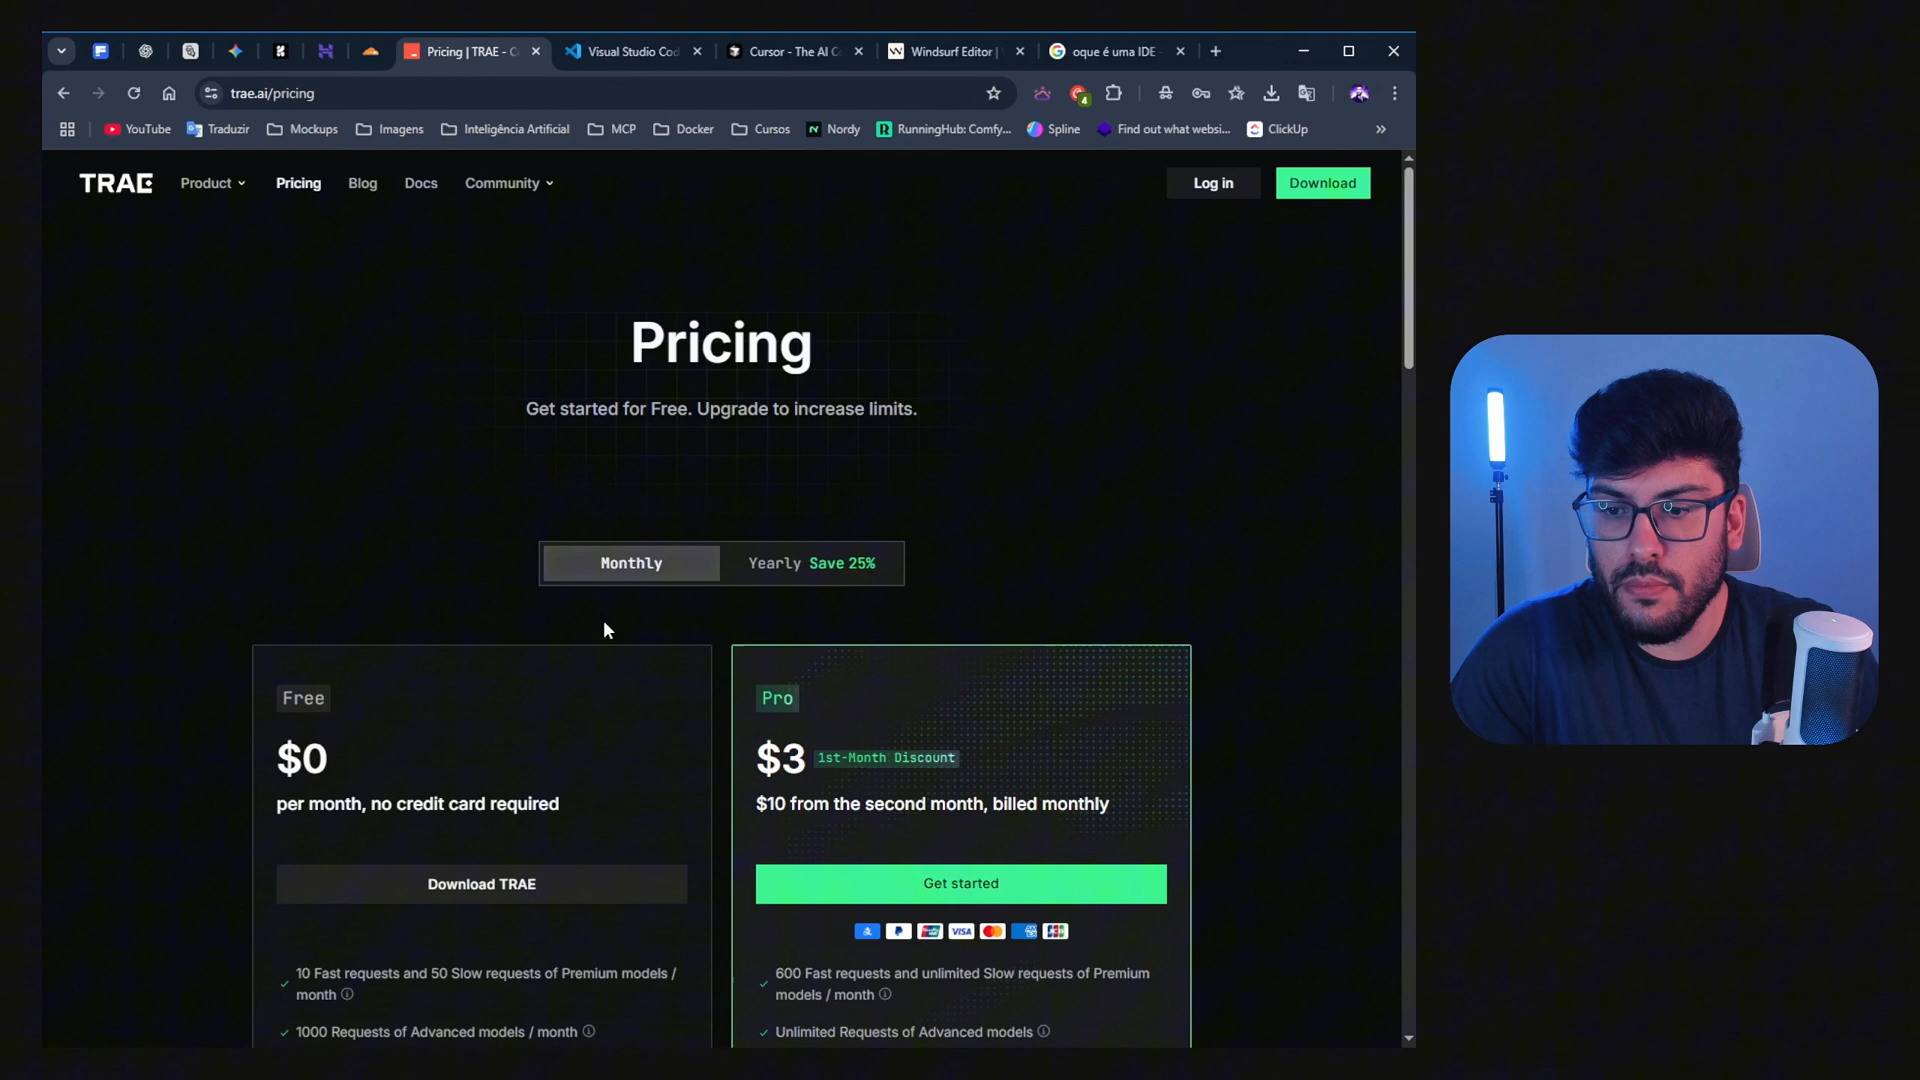 Pricing | TRAE - C
Visual Studio Cod
Cursor - The AI C
Windsurf Editor |
oque é uma IDE -
trae.ai/pricing
4
YouTube
Traduzir
Mockups
Imagens
Inteligência Artificial
MCP
Docker
Cursos
Nordy
RunningHub: Comfy...
Spline
Find out what websi...
ClickUp
TRAE
Product
Pricing
Blog
Docs
Community
Log in
Download
Pricing
Get started for Free. Upgrade to increase limits.
Monthly
Yearly Save 25%
Free
$0
per month, no credit card required
Download TRAE
10 Fast requests and 50 Slow requests of Premium models /
month
1000 Requests of Advanced models / month
Pro
$3 1st-Month Discount
$10 from the second month, billed monthly
Get started
VISA
600 Fast requests and unlimited Slow requests of Premium
models / month
Unlimited Requests of Advanced models